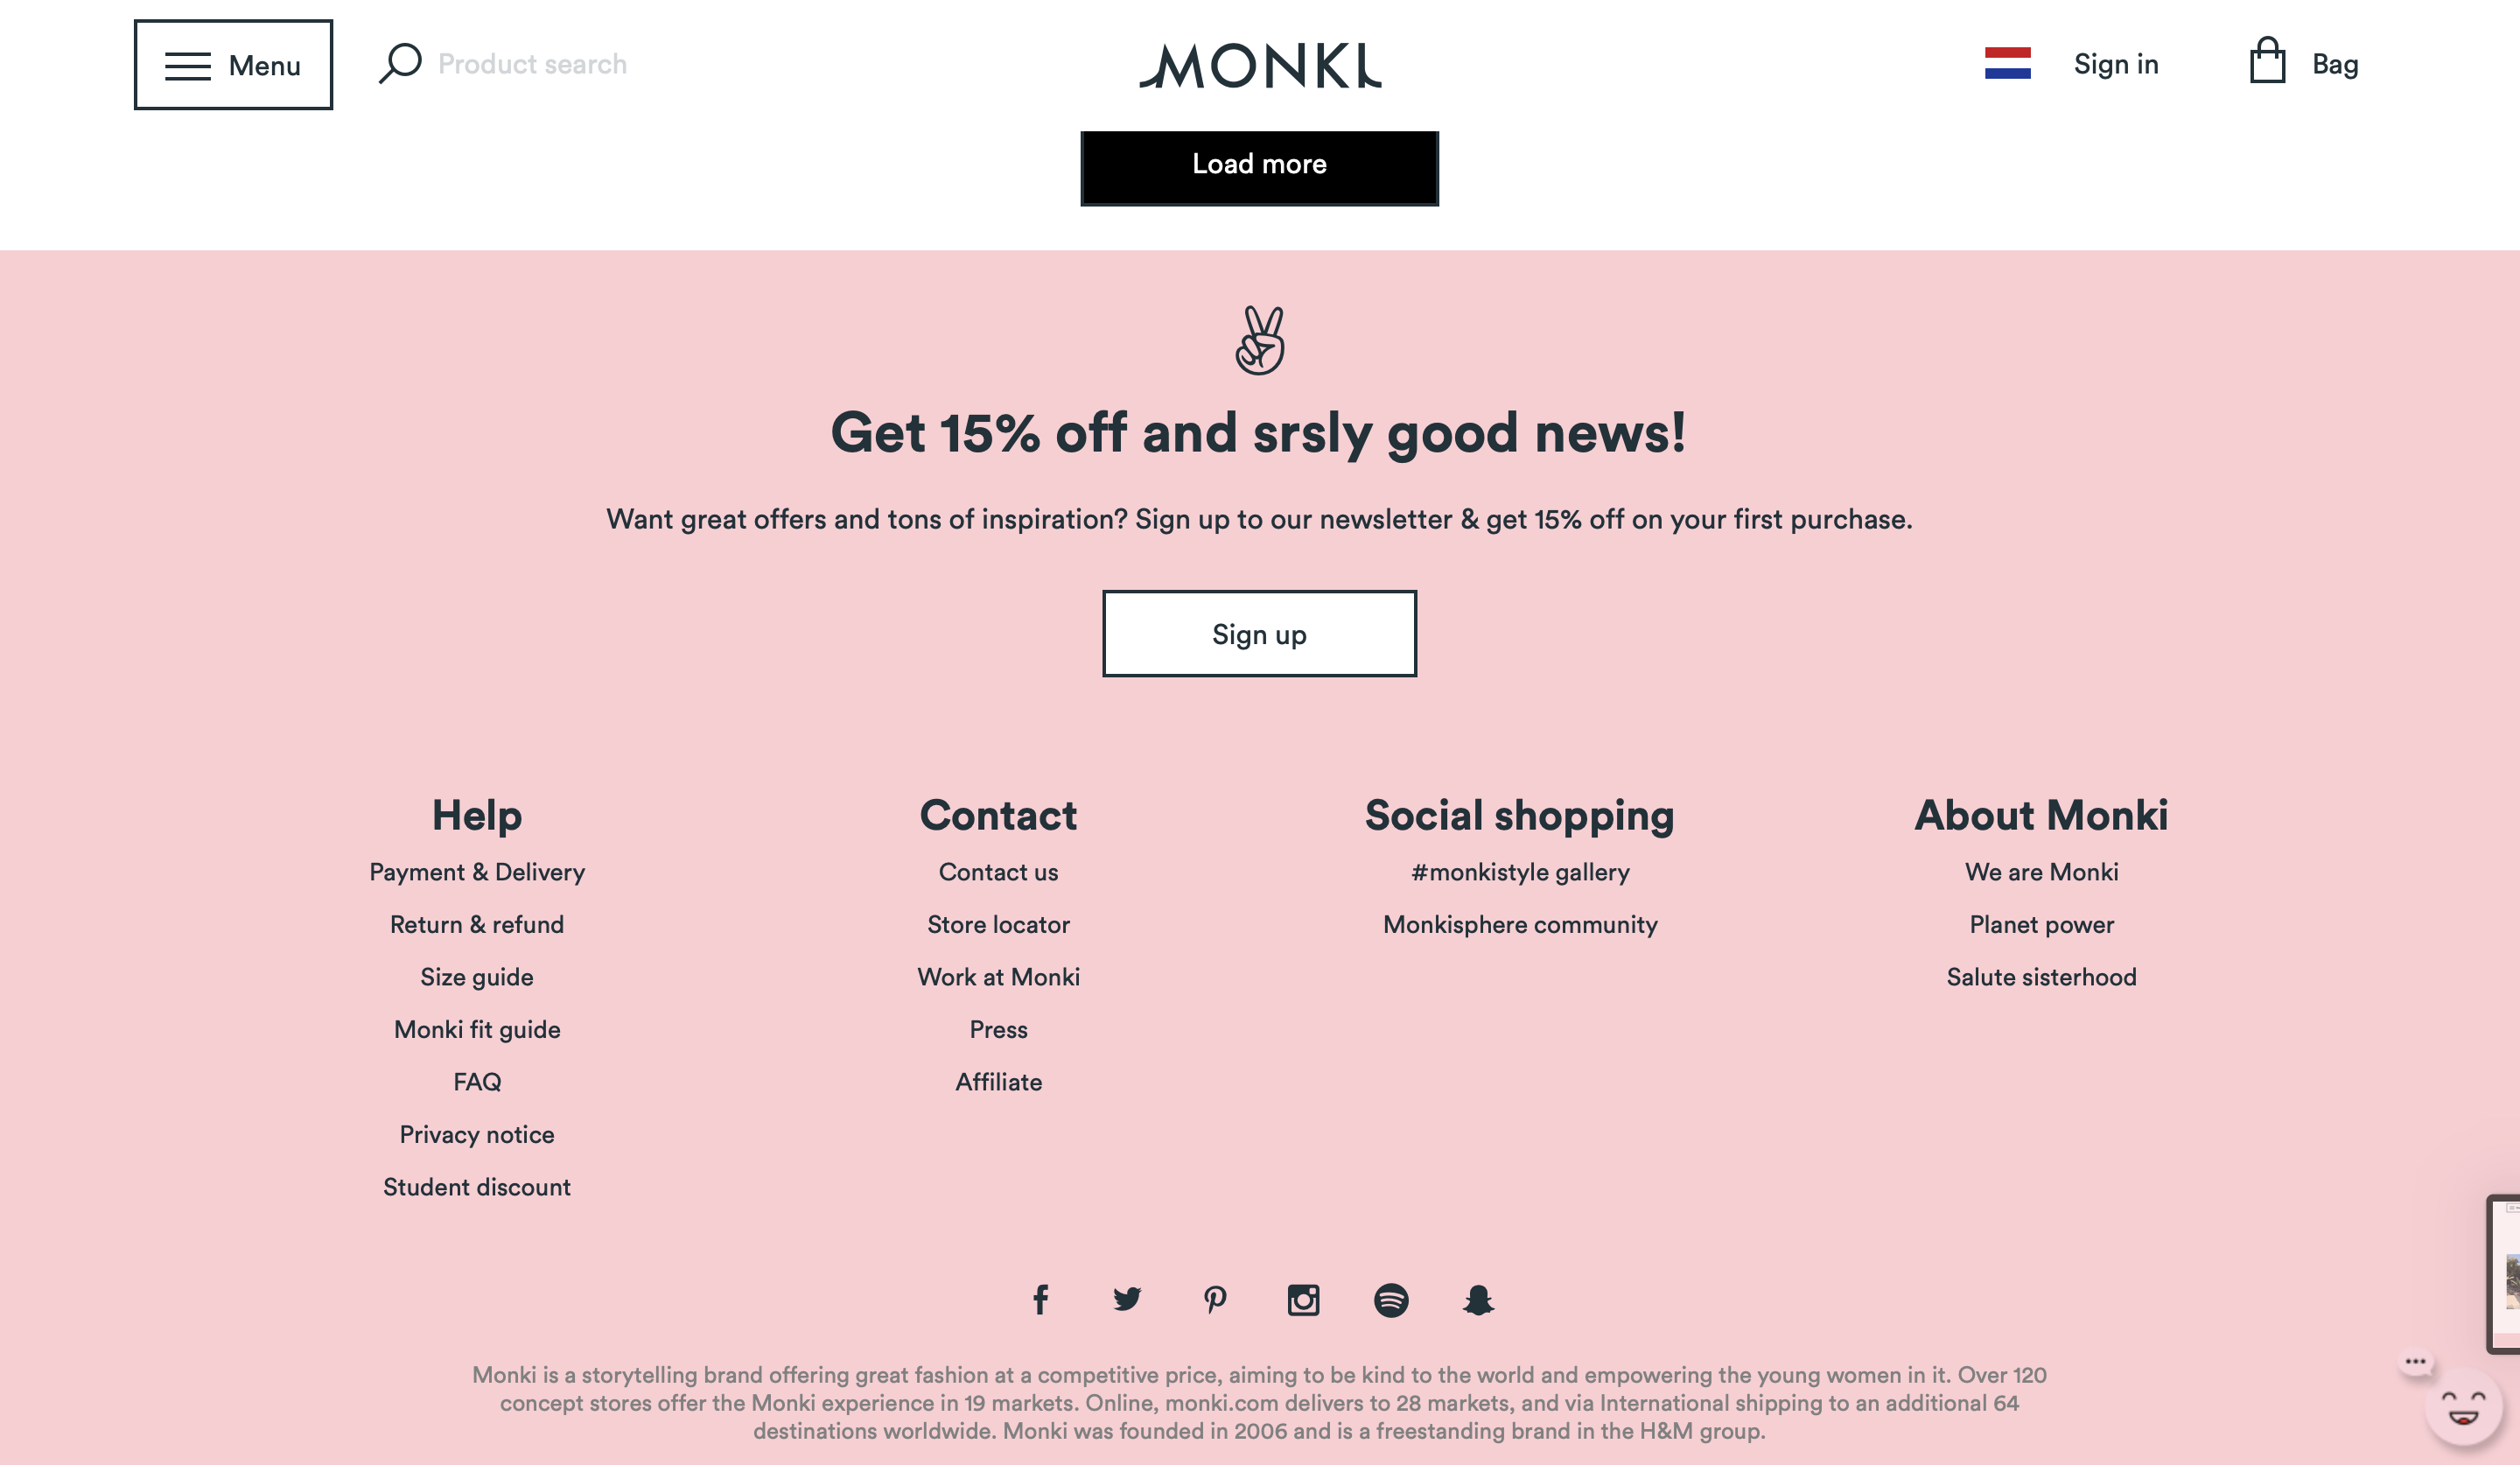 Menu
Product search
MONKI
Sign in
Bag
Load more
Get 15% off and srsly good news!
Want great offers and tons of inspiration? Sign up to our newsletter & get 15% off on your first purchase.
Sign up
Help
Payment & Delivery
Return & refund
Size guide
Monki fit guide
FAQ
Privacy notice
Student discount
Contact
Contact us
Store locator
Work at Monki
Press
Affiliate
Social shopping
#monkistyle gallery
Monkisphere community
About Monki
We are Monki
Planet power
Salute sisterhood
Monki is a storytelling brand offering great fashion at a competitive price, aiming to be kind to the world and empowering the young women in it. Over 120
concept stores offer the Monki experience in 19 markets. Online, monki.com delivers to 28 markets, and via International shipping to an additional 64
destinations worldwide. Monki was founded in 2006 and is a freestanding brand in the H&M group.